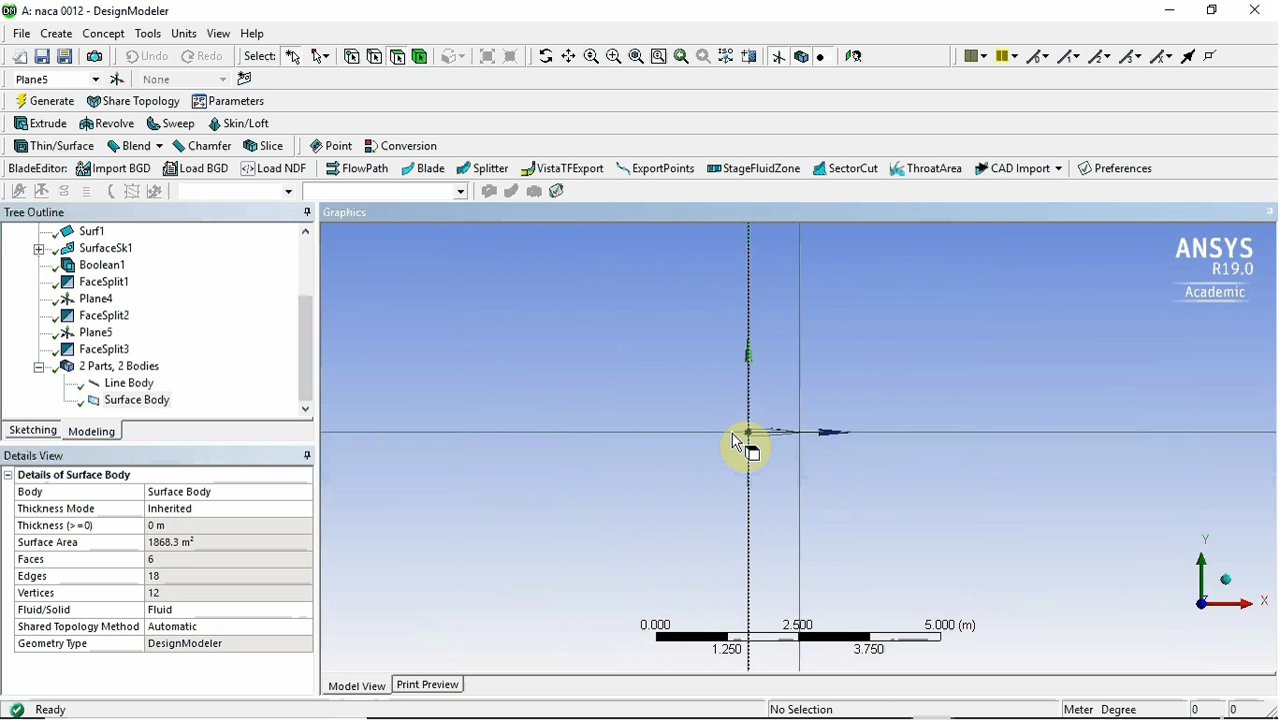 A: naca 0012 - DesignModeler
File Create Concept Tools Units View Help
Undo Redo Select:
Plane5 None
Generate Share Topology Parameters
Extrude Revolve Sweep Skin/Loft
Thin/Surface Blend Chamfer Slice Point Conversion
BladeEditor: Import BGD Load BGD Load NDF FlowPath Blade Splitter VistaTFExport ExportPoints StageFluidZone SectorCut ThroatArea CAD Import Preferences
Tree Outline
Surf1
SurfaceSk1
Boolean1
FaceSplit1
Plane4
FaceSplit2
Plane5
FaceSplit3
2 Parts, 2 Bodies
Line Body
Surface Body
Sketching Modeling
Details View
Details of Surface Body
Body Surface Body
Thickness Mode Inherited
Thickness (>=0) 0 m
Surface Area 1868.3 m²
Faces 6
Edges 18
Vertices 12
Fluid/Solid Fluid
Shared Topology Method Automatic
Geometry Type DesignModeler
Graphics
ANSYS
R19.0
Academic
Y
X
Z
0.000 2.500 5.000 (m)
1.250 3.750
Model View Print Preview
Ready No Selection Meter Degree 0 0